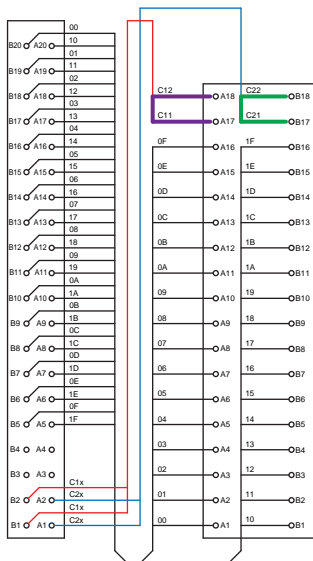 00
B20 A20 10
01
B19 A19 11
02
B18 A18 12
03
B17 A17 13
04
B16 A16 14
05
B15 A15 15
06
B14 A14 16
07
B13 A13 17
08
B12 A12 18
09
B11 A11 19
0A
B10 A10 1A
0B
B9 A9 1B
0C
B8 A8 1C
0D
B7 A7 1D
0E
B6 A6 1E
0F
B5 A5 1F
B4 A4
B3 A3
C1x
B2 A2 C2x
C1x
B1 A1 C2x
C12 A18 C22 B18
C11 A17 C21 B17
0F A16 1F B16
0E A15 1E B15
0D A14 1D B14
0C A13 1C B13
0B A12 1B B12
0A A11 1A B11
09 A10 19 B10
08 A9 18 B9
07 A8 17 B8
06 A7 16 B7
05 A6 15 B6
04 A5 14 B5
03 A4 13 B4
02 A3 12 B3
01 A2 11 B2
00 A1 10 B1